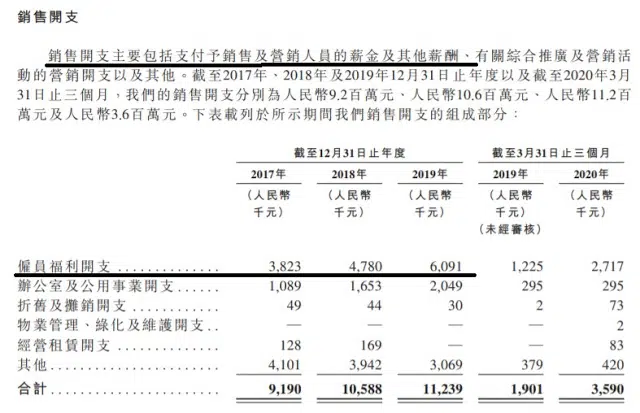 銷售開支
銷售開支主要包括支付予銷售及營銷人員的薪金及其他薪酬、有關綜合推廣及營銷活
動的營銷開支以及其他。截至2017年、2018年及2019年12月31日止年度以及截至2020年3月
31日止三個月，我們的銷售開支分別為人民幣9.2百萬元、人民幣10.6百萬元、人民幣11.2百
萬元及人民幣3.6百萬元。下表載列於所示期間我們銷售開支的組成部分：
截至12月31日止年度 截至3月31日止三個月
2017年 2018年 2019年 2019年 2020年
（人民幣 （人民幣 （人民幣 （人民幣 （人民幣
千元） 千元） 千元） 千元） 千元）
（未經審核）
僱員福利開支 . . . . . . . . . . . . . . 3,823 4,780 6,091 1,225 2,717
辦公室及公用事業開支 . . . . . . 1,089 1,653 2,049 295 295
折舊及攤銷開支 . . . . . . . . . . . . 49 44 30 2 73
物業管理、綠化及維護開支 . . — — — — 2
經營租賃開支 . . . . . . . . . . . . . . 128 169 — — 83
其他 . . . . . . . . . . . . . . . . . . . . . . 4,101 3,942 3,069 379 420
合計 . . . . . . . . . . . . . . . . . . . . . . 9,190 10,588 11,239 1,901 3,590